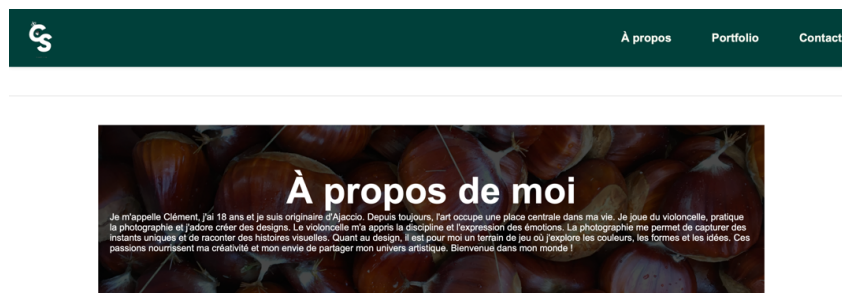 CS
À propos
Portfolio
Contact
À propos de moi
Je m'appelle Clément, j'ai 18 ans et je suis originaire d'Ajaccio. Depuis toujours, l'art occupe une place centrale dans ma vie. Je joue du violoncelle, pratique
la photographie et j'adore créer des designs. Le violoncelle m'a appris la discipline et l'expression des émotions. La photographie me permet de capturer des
instants uniques et de raconter des histoires visuelles. Quant au design, il est pour moi un terrain de jeu où j'explore les couleurs, les formes et les idées. Ces
passions nourrissent ma créativité et mon envie de partager mon univers artistique. Bienvenue dans mon monde !